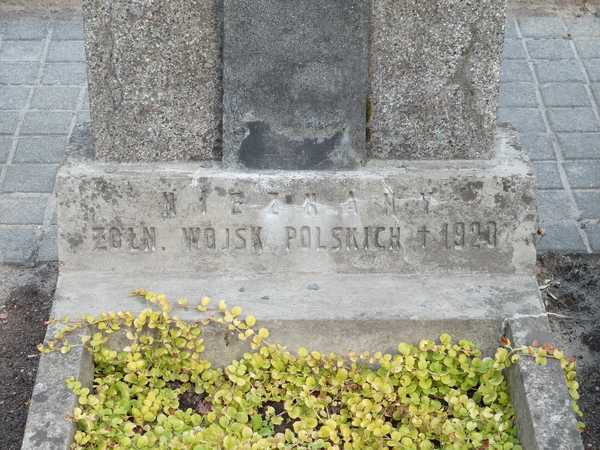 NIEZNANY
ŻOŁN. WOJSK POLSKICH † 1920